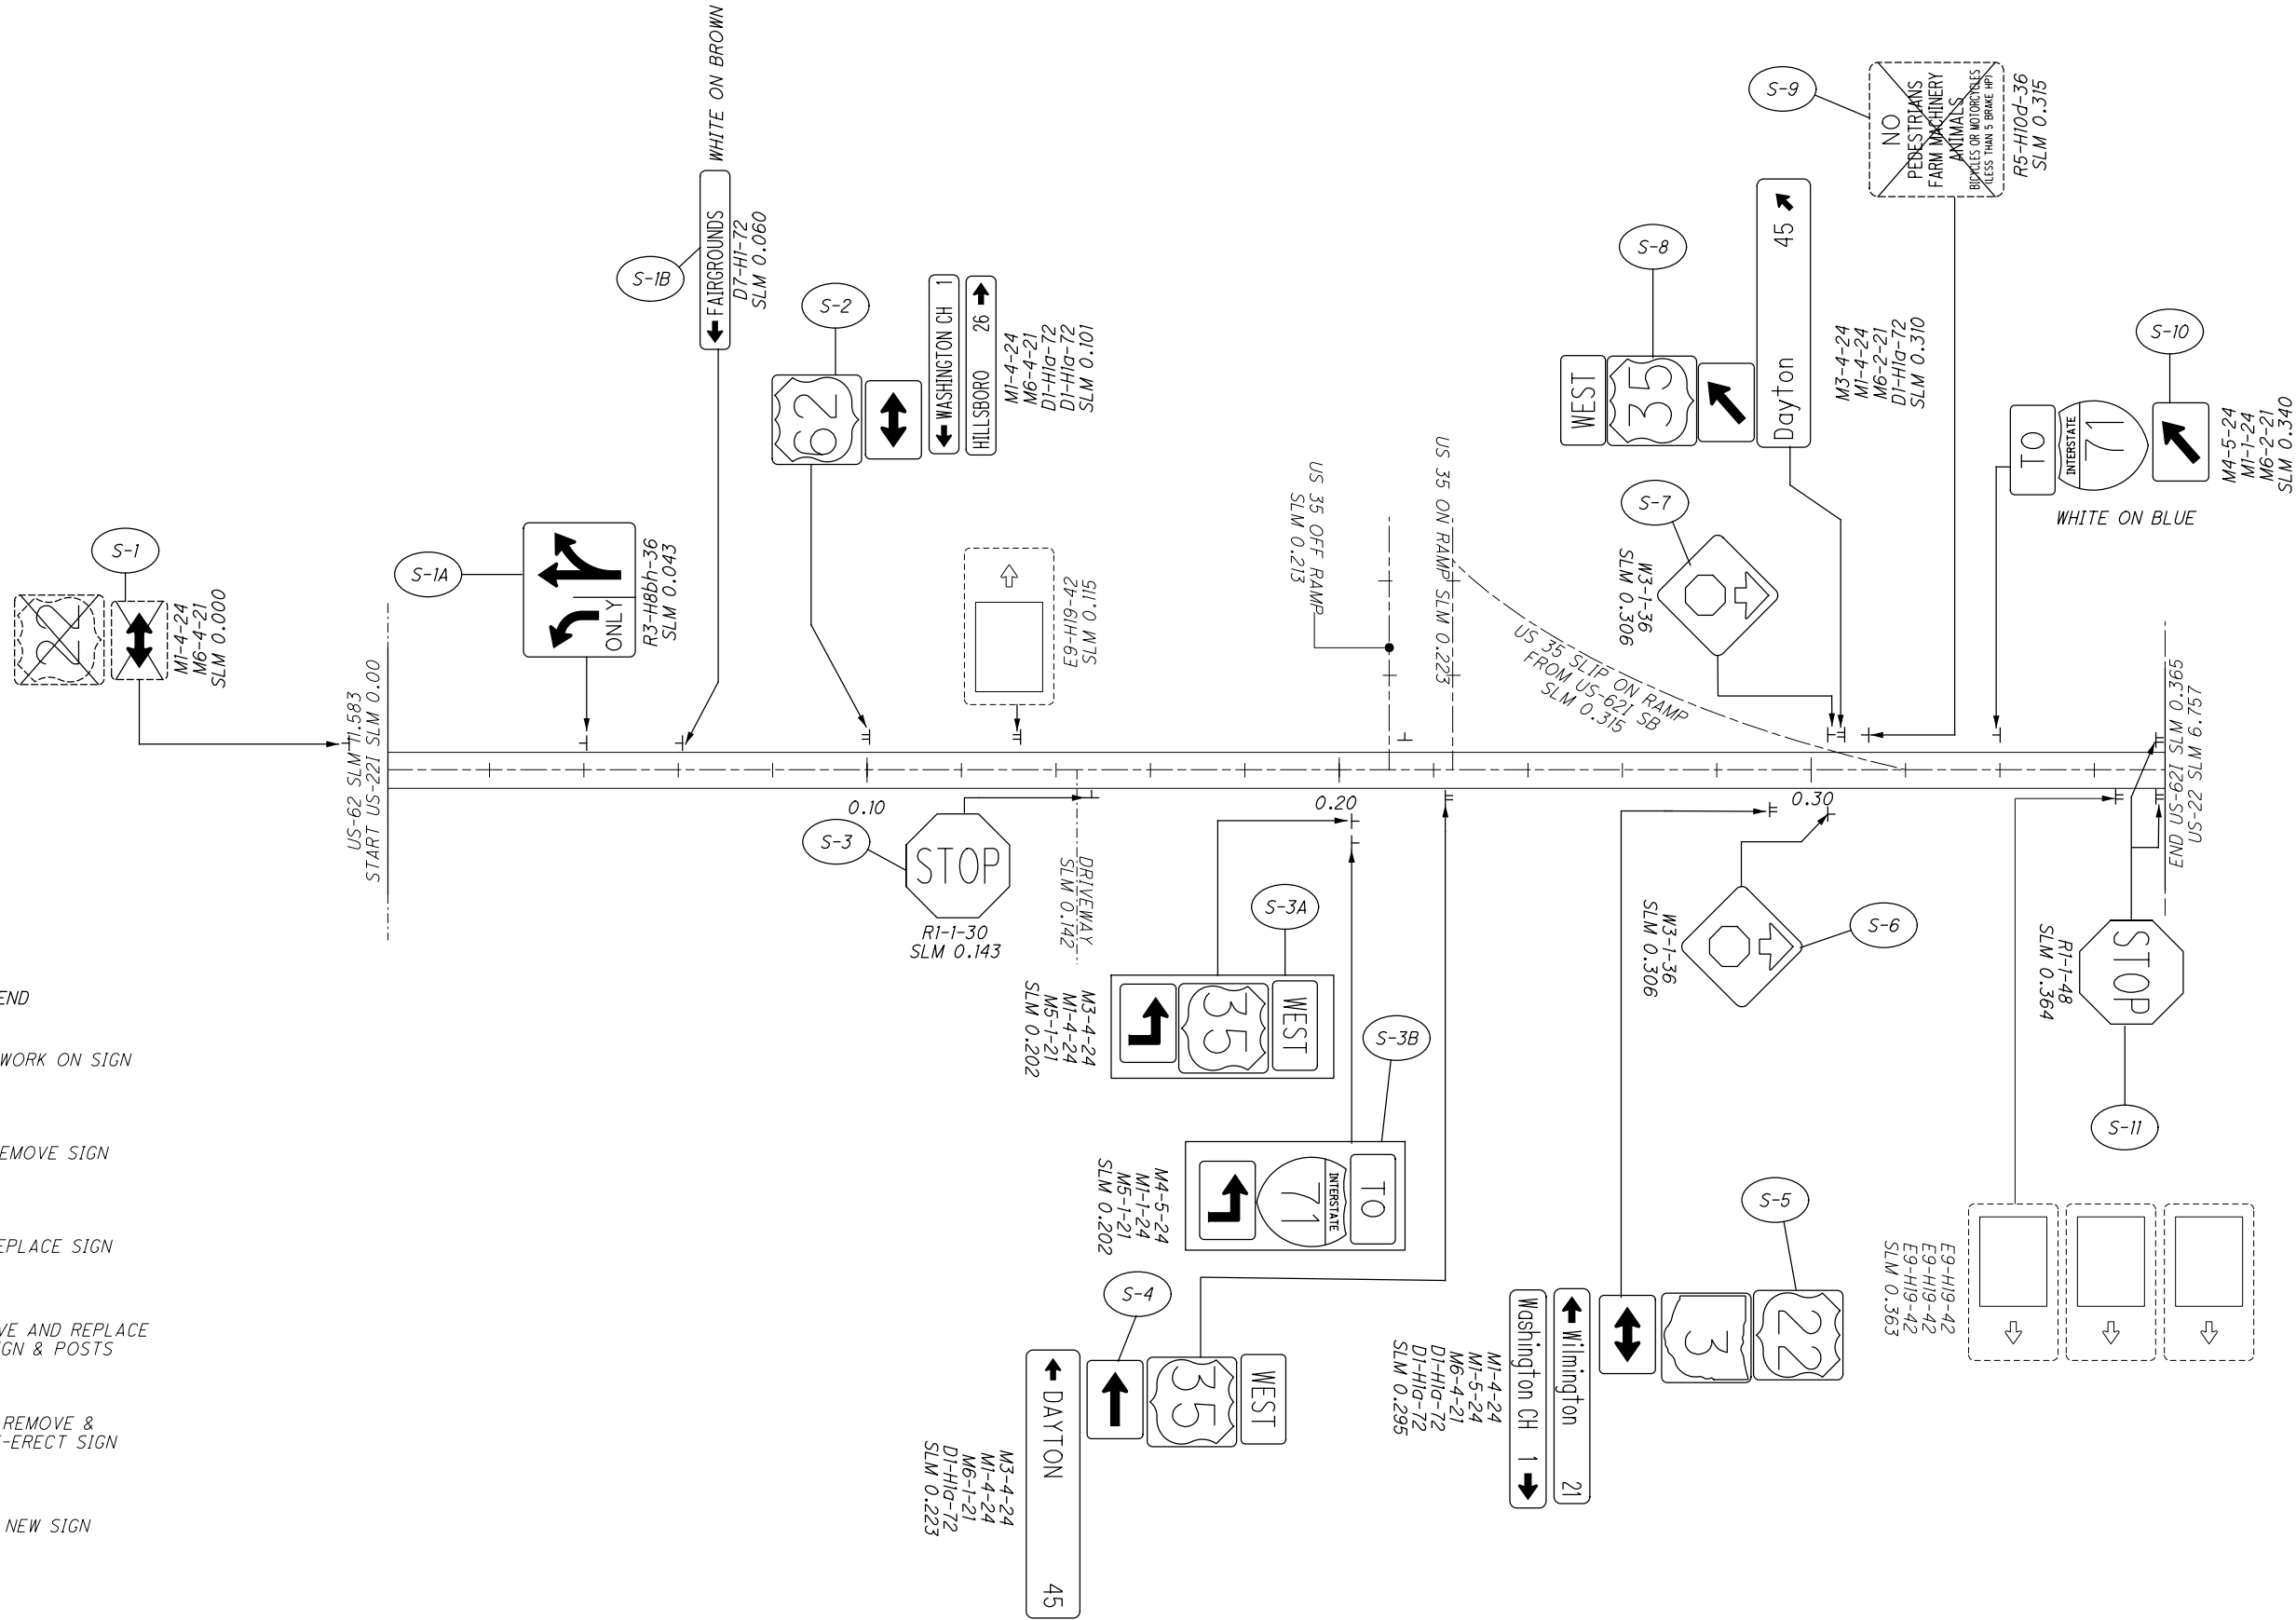 WHITE ON BROWN
S-9
NO
PEDESTRIANS
FARM MACHINERY
ANIMALS
BICYCLES OR MOTORCYCLES
(LESS THAN 5 BRAKE HP)
R5-H10d-36
SLM 0.315
S-1B
FAIRGROUNDS
D7-H1-72
SLM 0.060
S-2
62
WASHINGTON CH 1
HILLSBORO 26
M1-4-24
M6-4-21
D1-H1a-72
D1-H1a-72
SLM 0.101
S-8
WEST
35
Dayton 45
M3-4-24
M1-4-24
M6-2-21
D1-H1a-72
SLM 0.310
S-10
TO
INTERSTATE
71
M4-5-24
M1-1-24
M6-2-21
SLM 0.340
WHITE ON BLUE
S-1
22
M1-4-24
M6-4-21
SLM 0.000
S-1A
ONLY
R3-H8bh-36
SLM 0.043
E9-H19-42
SLM 0.115
US 35 OFF RAMP
SLM 0.213
US 35 ON RAMP SLM 0.223
S-7
W3-1-36
SLM 0.306
US 35 SLIP ON RAMP
FROM US-62I SB
SLM 0.315
US-62 SLM 11.583
START US-22I SLM 0.00
END US-62I SLM 0.365
US-22 SLM 6.757
0.10
0.20
0.30
S-3
STOP
R1-1-30
SLM 0.143
DRIVEWAY
SLM 0.142
S-3A
WEST
35
M3-4-24
M1-4-24
M5-1-21
SLM 0.202
S-3B
TO
INTERSTATE
71
M4-5-24
M1-1-24
M5-1-21
SLM 0.202
S-6
W3-1-36
SLM 0.306
STOP
R1-1-48
SLM 0.364
S-11
S-4
WEST
35
DAYTON 45
M3-4-24
M1-4-24
M6-1-21
D1-H1a-72
SLM 0.223
S-5
22
3
Wilmington 21
Washington CH 1
M1-4-24
M1-5-24
M6-4-21
D1-H1a-72
D1-H1a-72
SLM 0.295
E9-H19-42
E9-H19-42
E9-H19-42
SLM 0.363
END
WORK ON SIGN
EMOVE SIGN
EPLACE SIGN
VE AND REPLACE
GN & POSTS
REMOVE &
E-ERECT SIGN
NEW SIGN